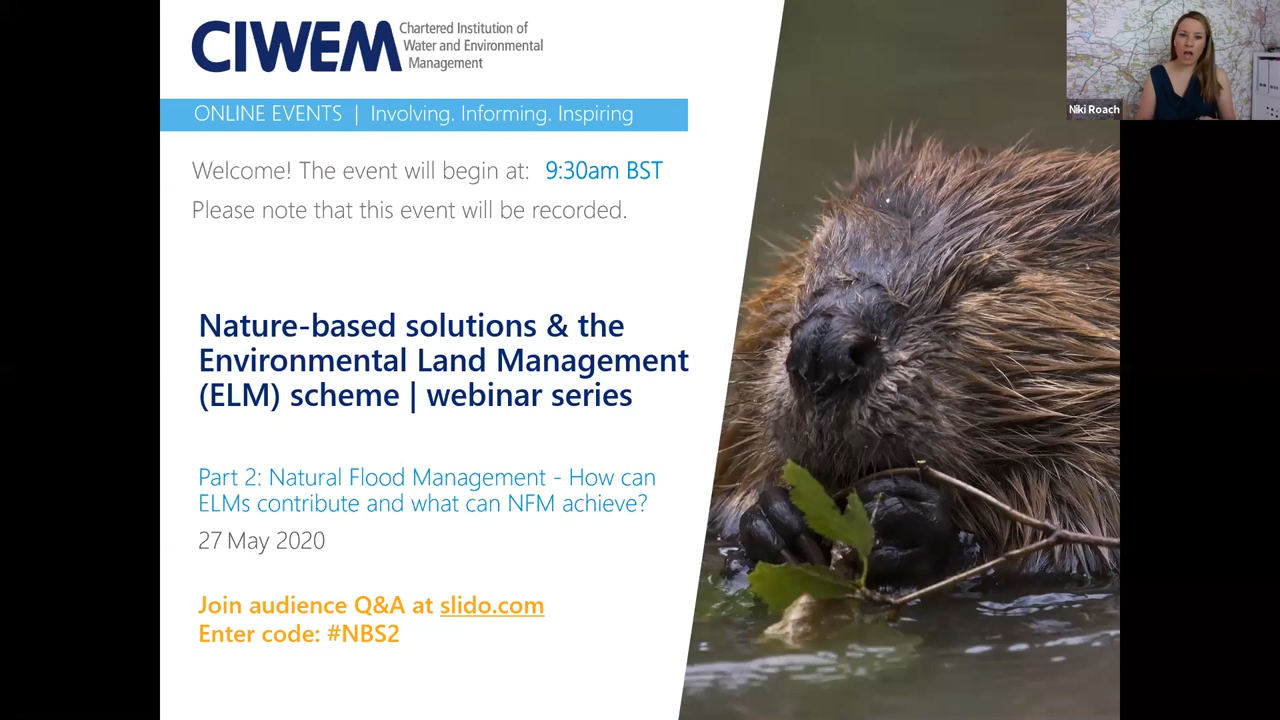 CIWEM
Chartered Institution of
Water and Environmental
Management
ONLINE EVENTS | Involving. Informing. Inspiring
Welcome! The event will begin at: 9:30am BST
Please note that this event will be recorded.
Nature-based solutions & the
Environmental Land Management
(ELM) scheme | webinar series
Part 2: Natural Flood Management - How can
ELMs contribute and what can NFM achieve?
27 May 2020
Join audience Q&A at slido.com
Enter code: #NBS2
Niki Roach